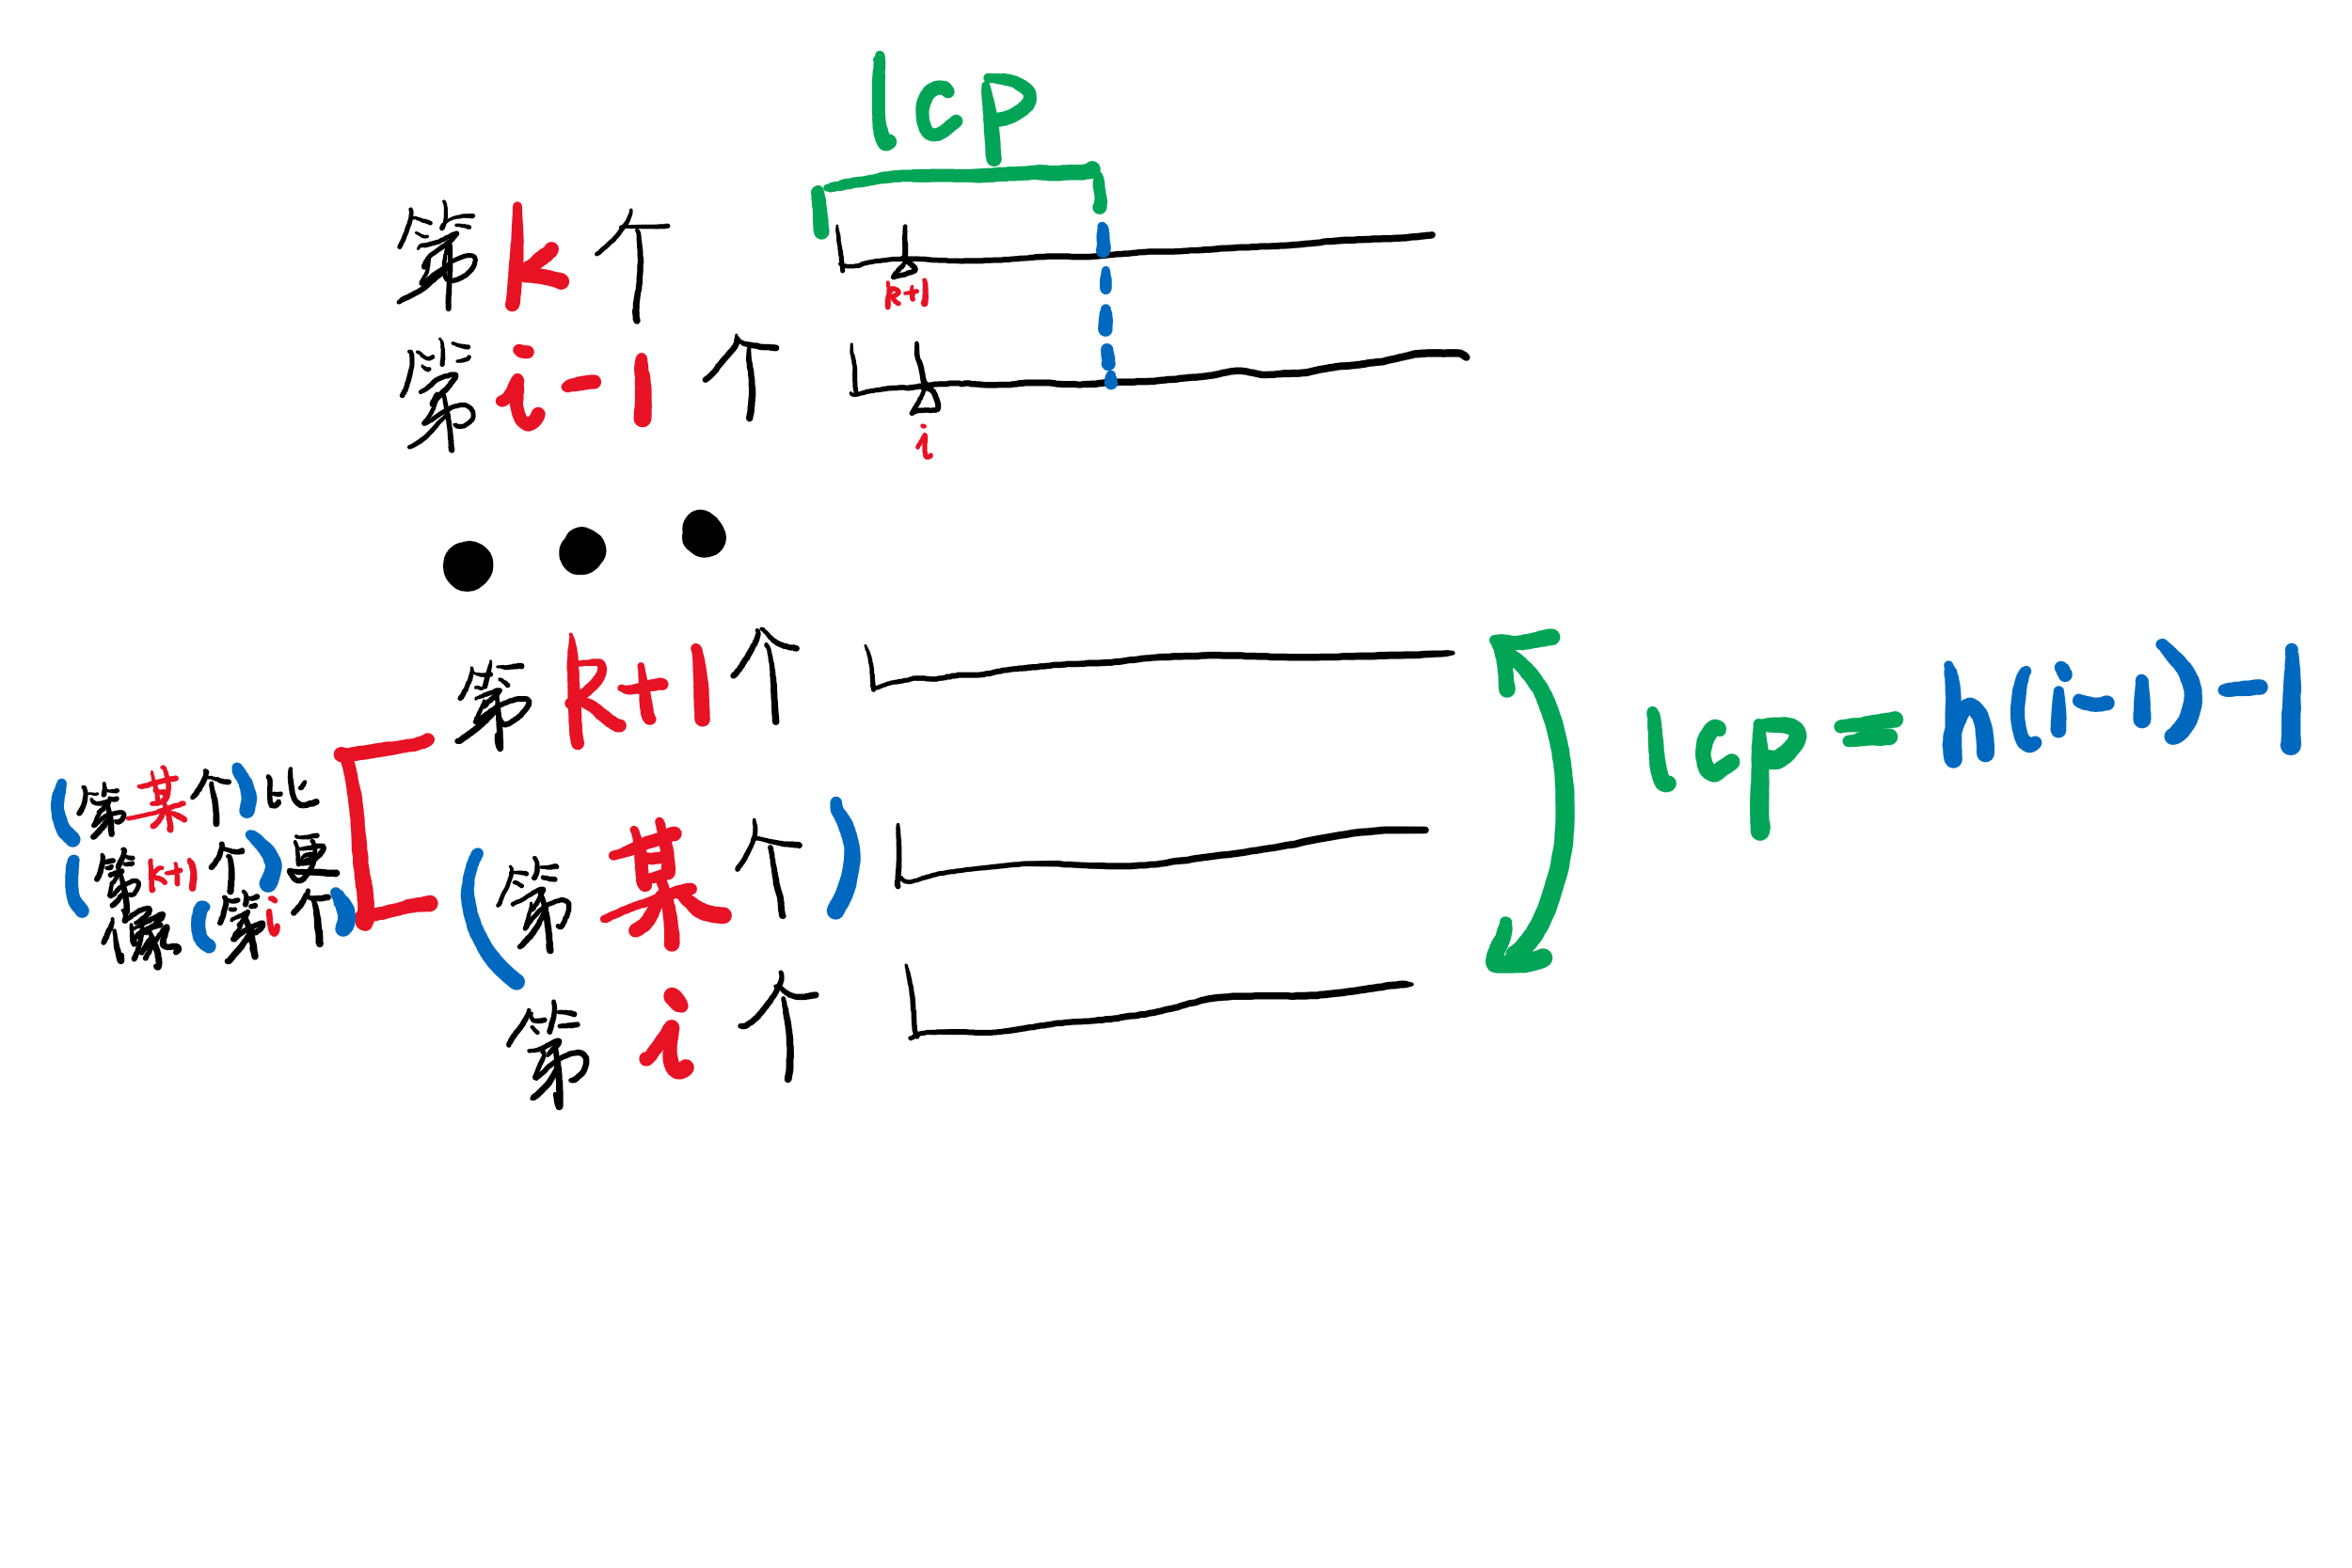 lcp
第k个
k+1
第i-1个
i
第k+1个
lcp=h(i-1)-1
(第某个)比
(第k+1个)更
像(第i个)
(第某个)
第i个